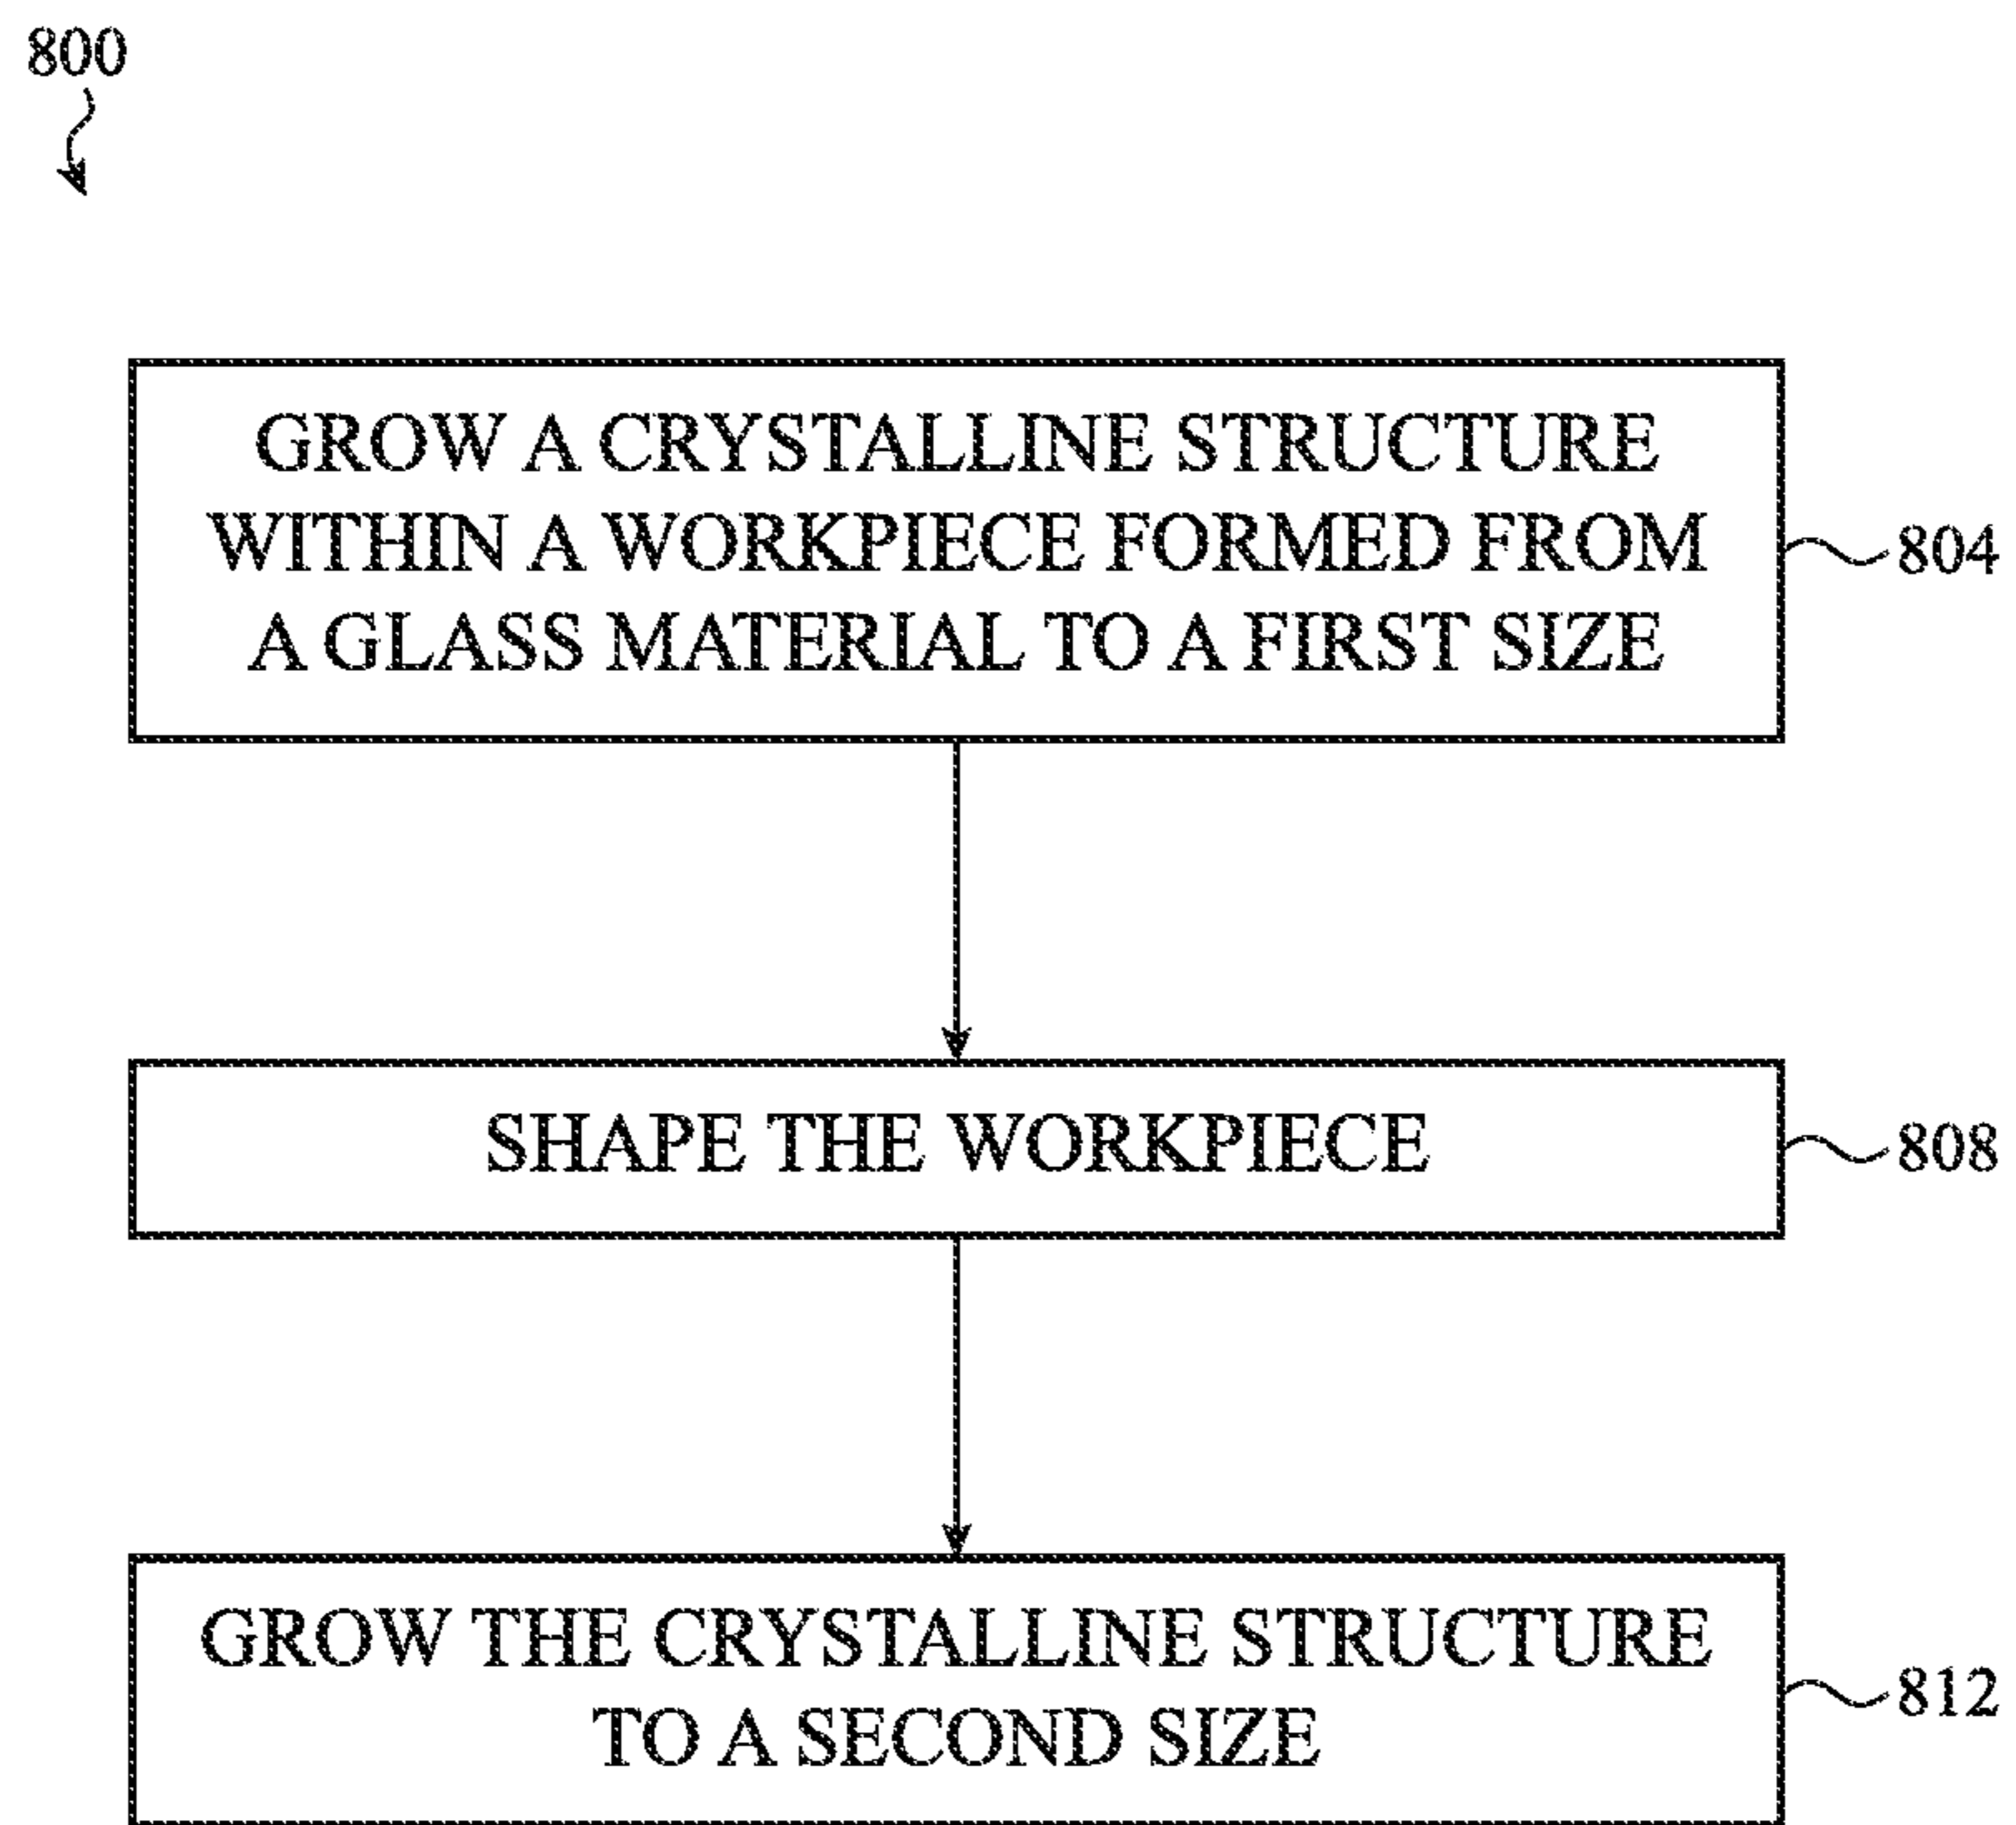 800
GROW A CRYSTALLINE STRUCTURE
WITHIN A WORKPIECE FORMED FROM
A GLASS MATERIAL TO A FIRST SIZE
804
SHAPE THE WORKPIECE
808
GROW THE CRYSTALLINE STRUCTURE
TO A SECOND SIZE
812